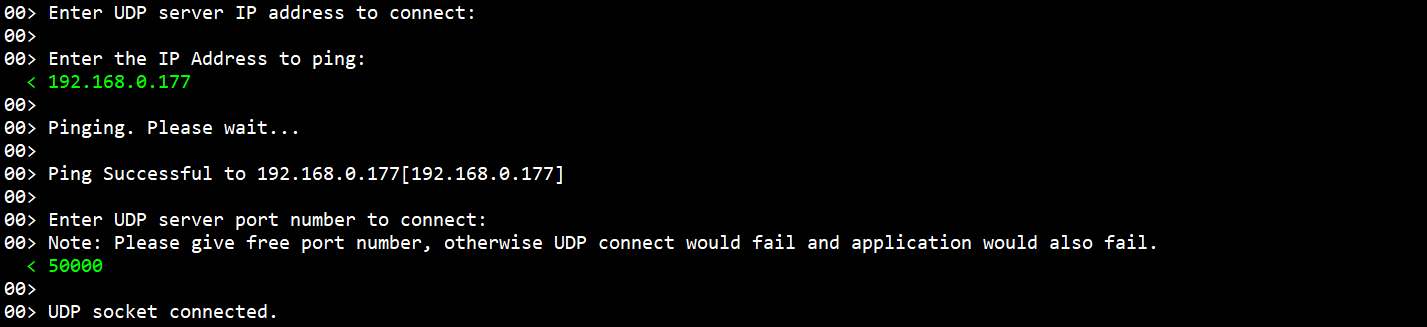 00> Enter UDP server IP address to connect:
00>
00> Enter the IP Address to ping:
< 192.168.0.177
00>
00> Pinging. Please wait...
00>
00> Ping Successful to 192.168.0.177[192.168.0.177]
00>
00> Enter UDP server port number to connect:
00> Note: Please give free port number, otherwise UDP connect would fail and application would also fail.
< 50000
00>
00> UDP socket connected.